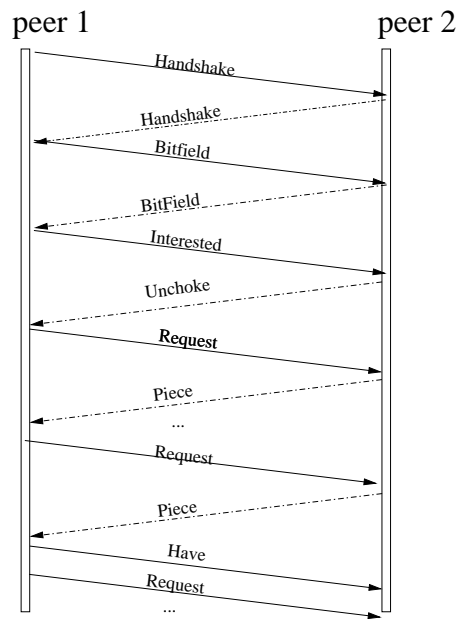 peer 1
peer 2
Handshake
Handshake
Bitfield
BitField
Interested
Unchoke
Request
Piece
...
Request
Piece
Have
Request
...